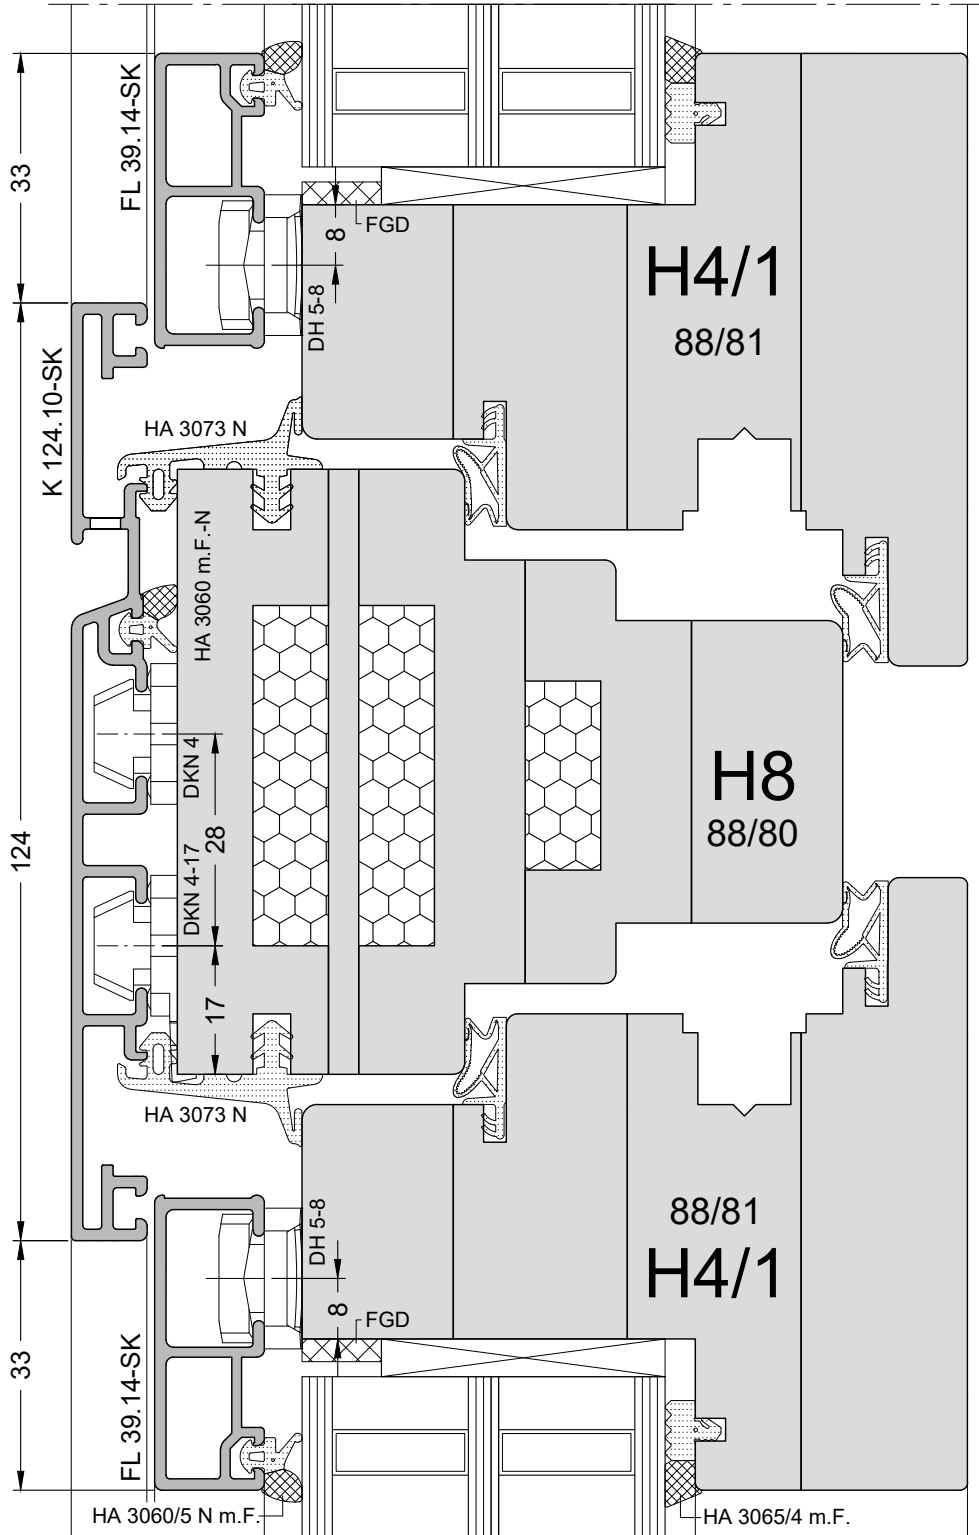 FL 39.14-SK
33
FGD
8
H4/1
88/81
DH 5-8
K 124.10-SK
HA 3073 N
HA 3060 m.F.-N
DKN 4
H8
88/80
28
124
DKN 4-17
17
HA 3073 N
DH 5-8
88/81
H4/1
8
FGD
33
FL 39.14-SK
HA 3060/5 N m.F.
HA 3065/4 m.F.